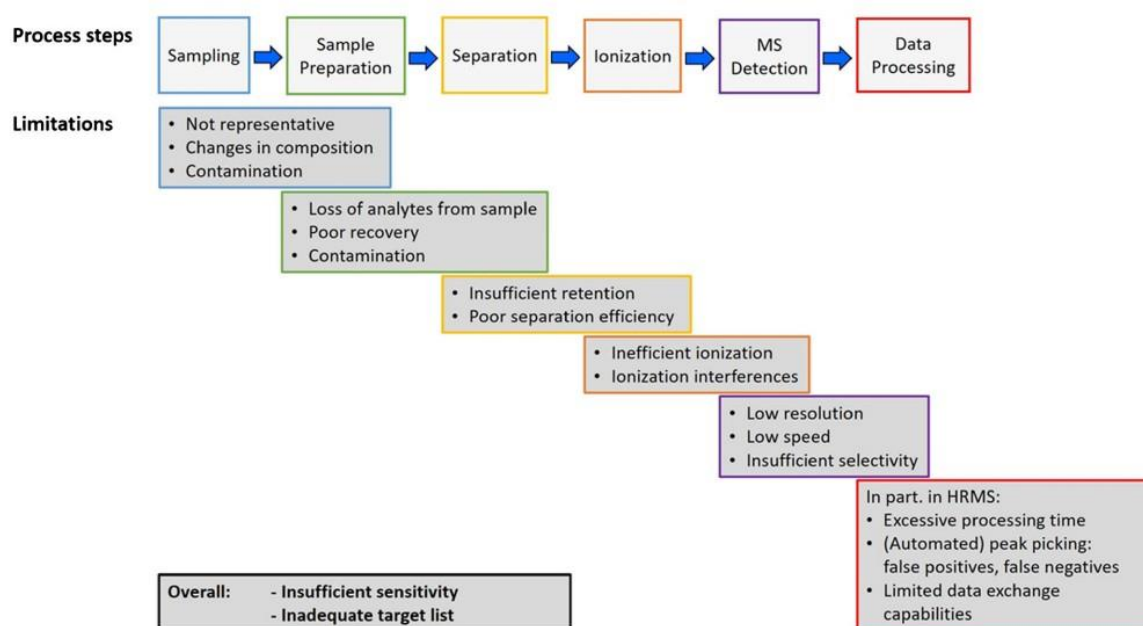 Process steps
Sampling
Sample
Preparation
Separation
Ionization
MS
Detection
Data
Processing
Limitations
• Not representative
• Changes in composition
• Contamination
• Loss of analytes from sample
• Poor recovery
• Contamination
• Insufficient retention
• Poor separation efficiency
• Inefficient ionization
• Ionization interferences
• Low resolution
• Low speed
• Insufficient selectivity
In part. in HRMS:
• Excessive processing time
• (Automated) peak picking:
false positives, false negatives
• Limited data exchange
capabilities
Overall: - Insufficient sensitivity
- Inadequate target list